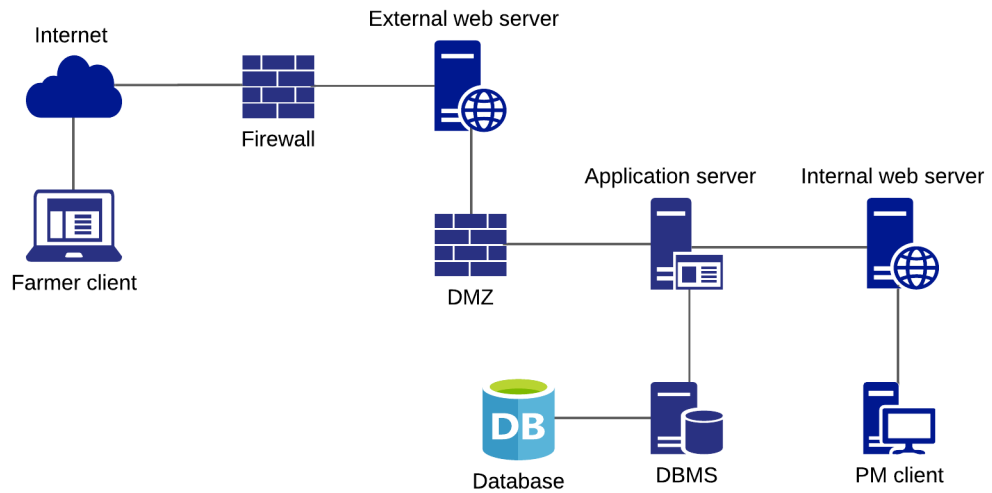 External web server
Internet
Firewall
Application server
Internal web server
Farmer client
DMZ
DB
Database
DBMS
PM client